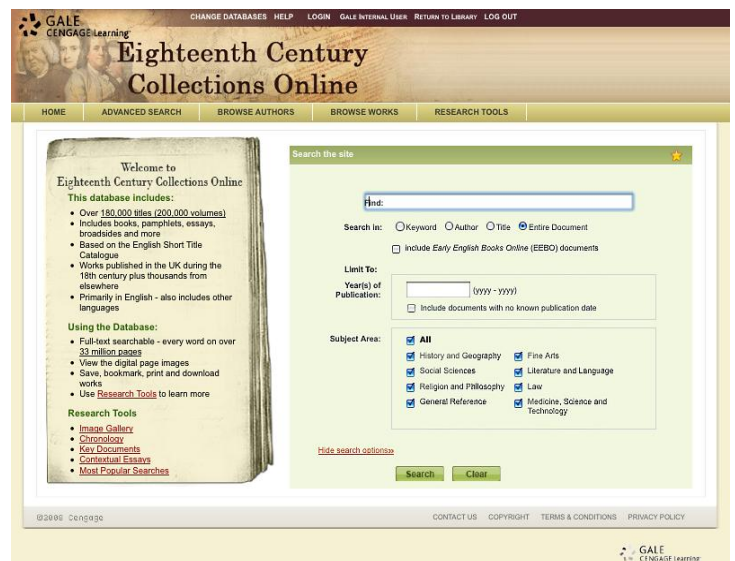 GALE
CENGAGE Learning
CHANGE DATABASES HELP LOGIN GALE INTERNAL USER RETURN TO LIBRARY LOG OUT
Eighteenth Century
Collections Online
HOME ADVANCED SEARCH BROWSE AUTHORS BROWSE WORKS RESEARCH TOOLS
Welcome to
Eighteenth Century Collections Online
This database includes:
• Over 180,000 titles (200,000 volumes)
• Includes books, pamphlets, essays,
broadsides and more
• Based on the English Short Title
Catalogue
• Works published in the UK during the
18th century plus thousands from
elsewhere
• Primarily in English - also includes other
languages
Using the Database:
• Full-text searchable - every word on over
33 million pages
• View the digital page images
• Save, bookmark, print and download
works
• Use Research Tools to learn more
Research Tools
• Image Gallery
• Chronology
• Key Documents
• Contextual Essays
• Most Popular Searches
Search the site
Find:
Search in: Keyword Author Title Entire Document
Include Early English Books Online (EEBO) documents
Limit To:
Year(s) of
Publication: (yyyy - yyyy)
Include documents with no known publication date
Subject Area: All
History and Geography Fine Arts
Social Sciences Literature and Language
Religion and Philosophy Law
General Reference Medicine, Science and
Technology
Hide search options»
Search Clear
©2008 Cengage CONTACT US COPYRIGHT TERMS & CONDITIONS PRIVACY POLICY
GALE
CENGAGE Learning